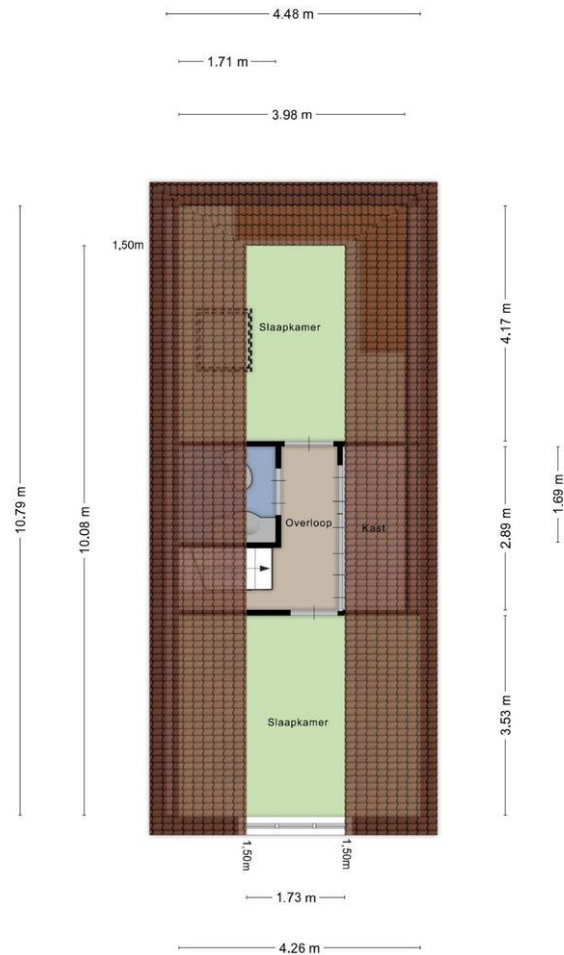 4.48 m
1.71 m
3.98 m
1,50m
Slaapkamer
4.17 m
10.79 m
10.08 m
Overloop
Kast
2.89 m
1.69 m
Slaapkamer
3.53 m
1,50m
1,50m
1.73 m
4.26 m